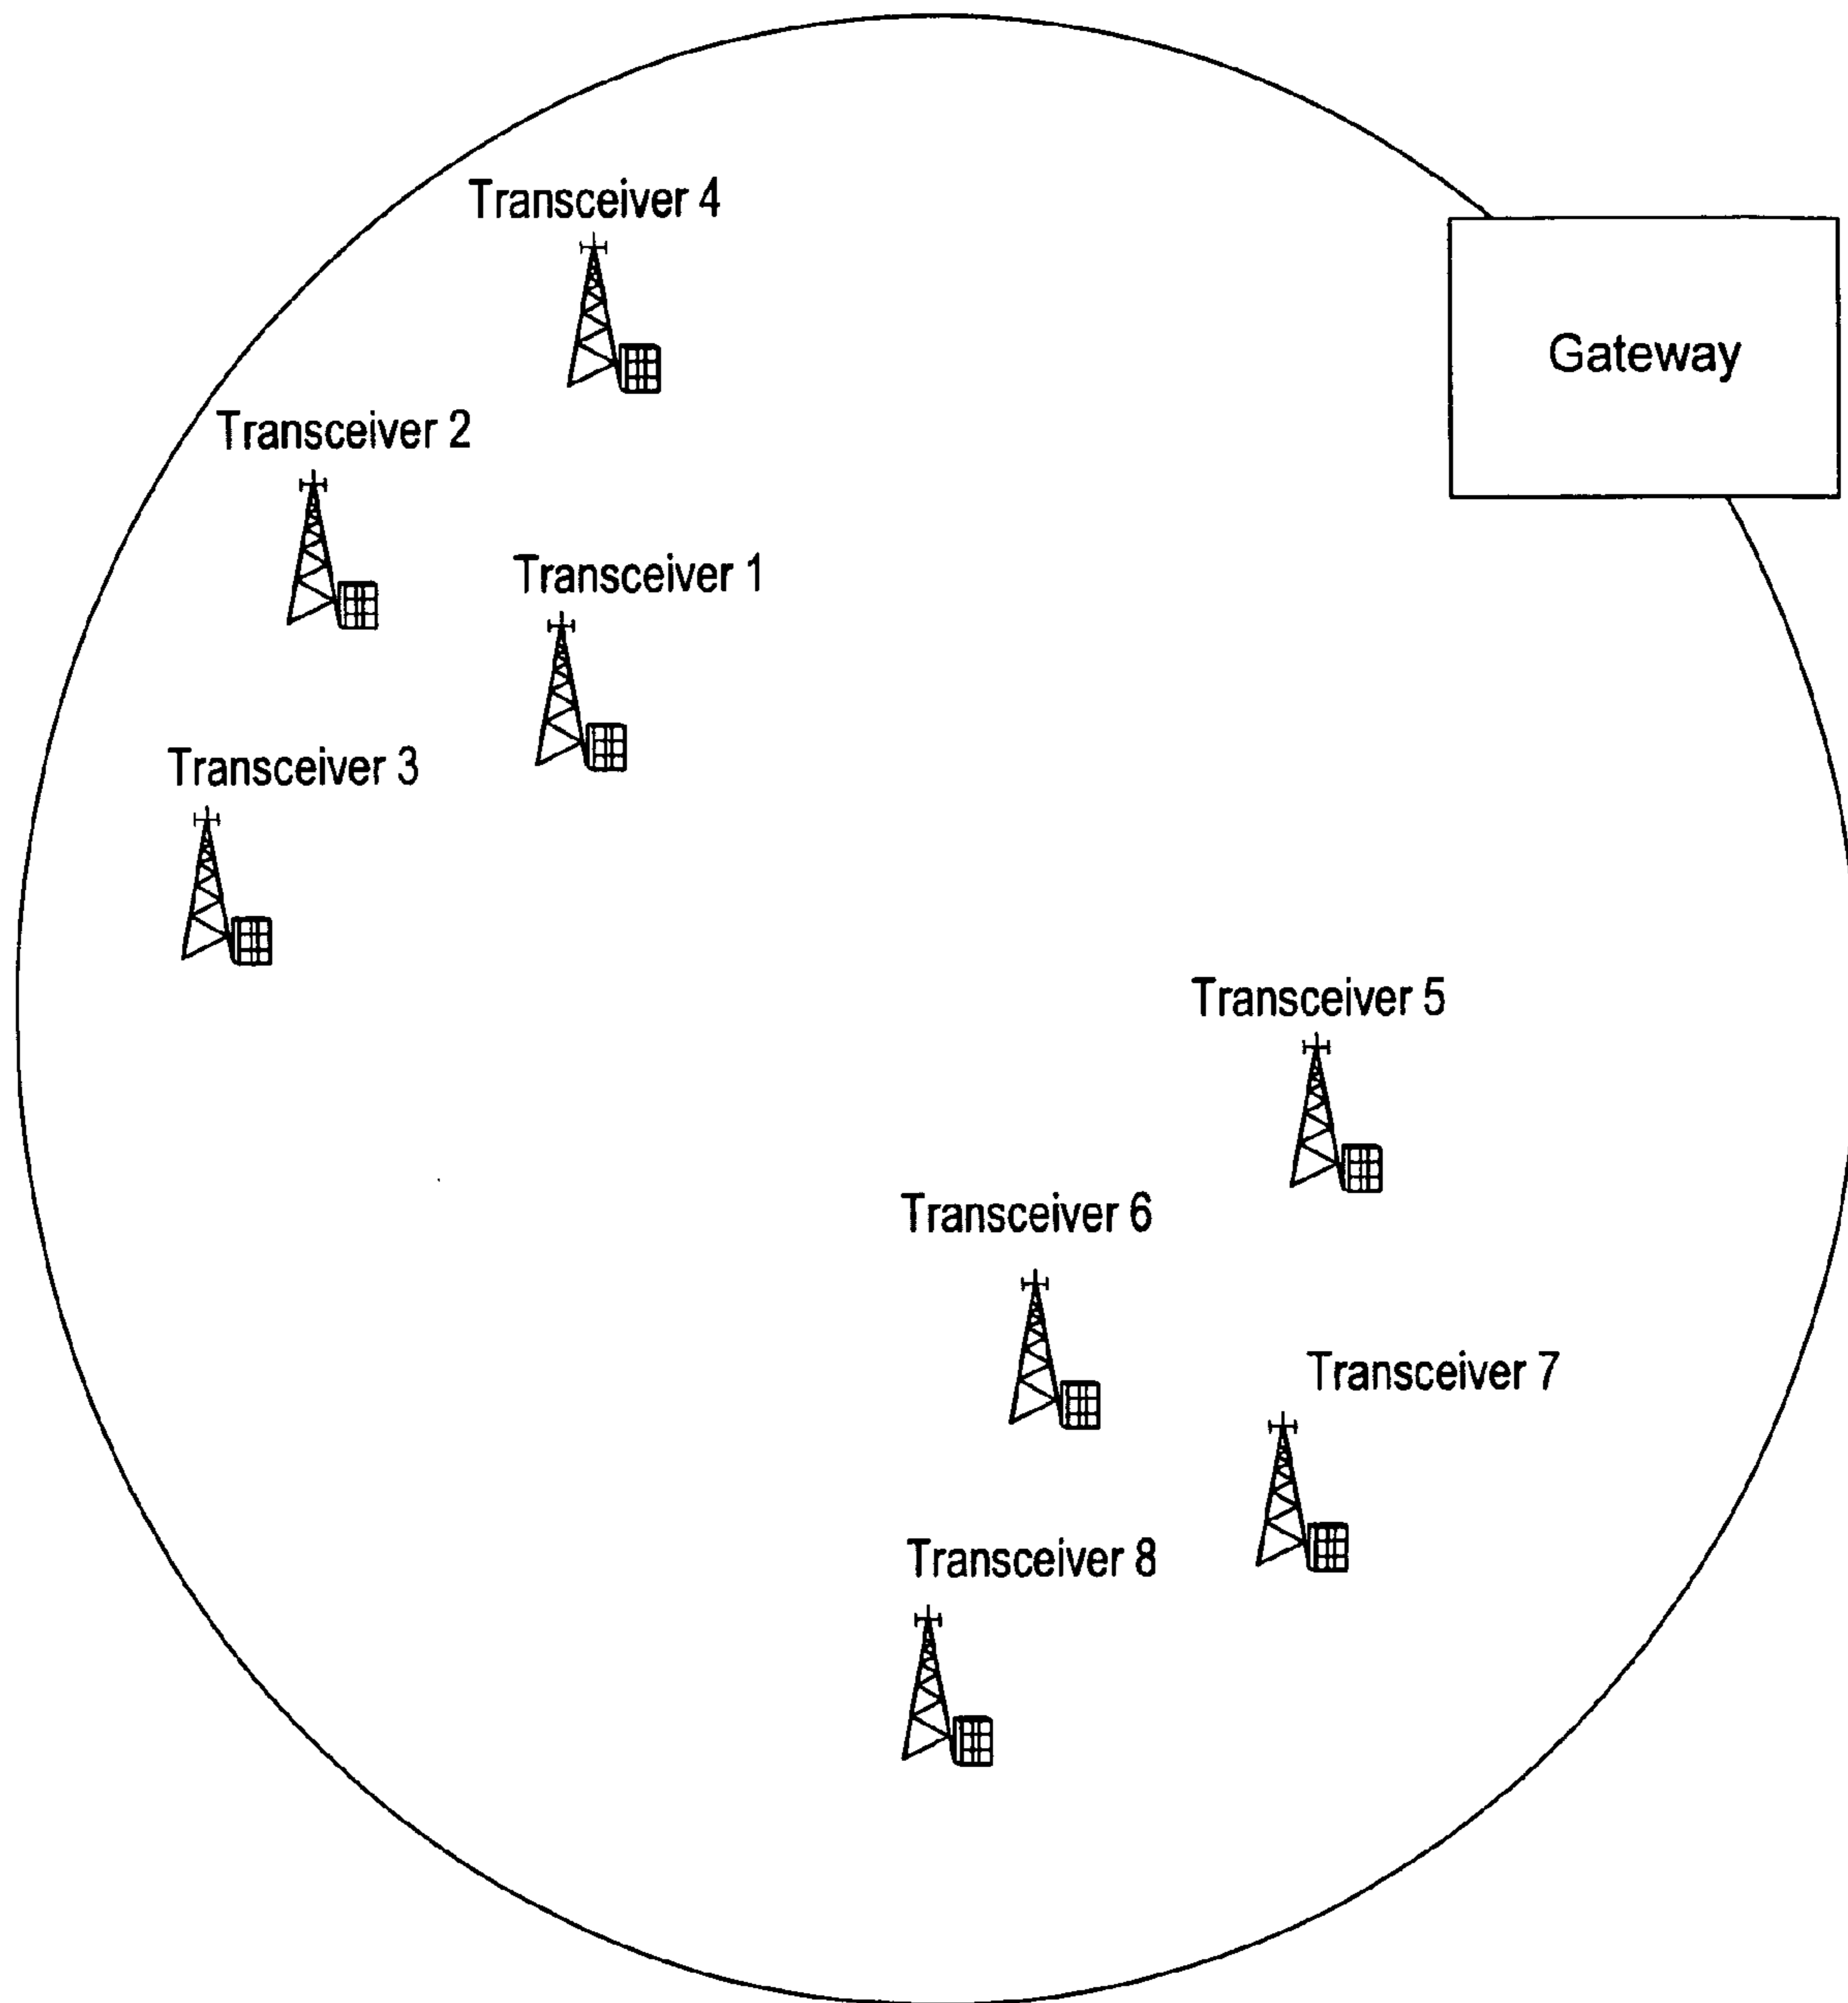 Transceiver 4
Gateway
Transceiver 2
Transceiver 1
Transceiver 3
Transceiver 5
Transceiver 6
Transceiver 7
Transceiver 8